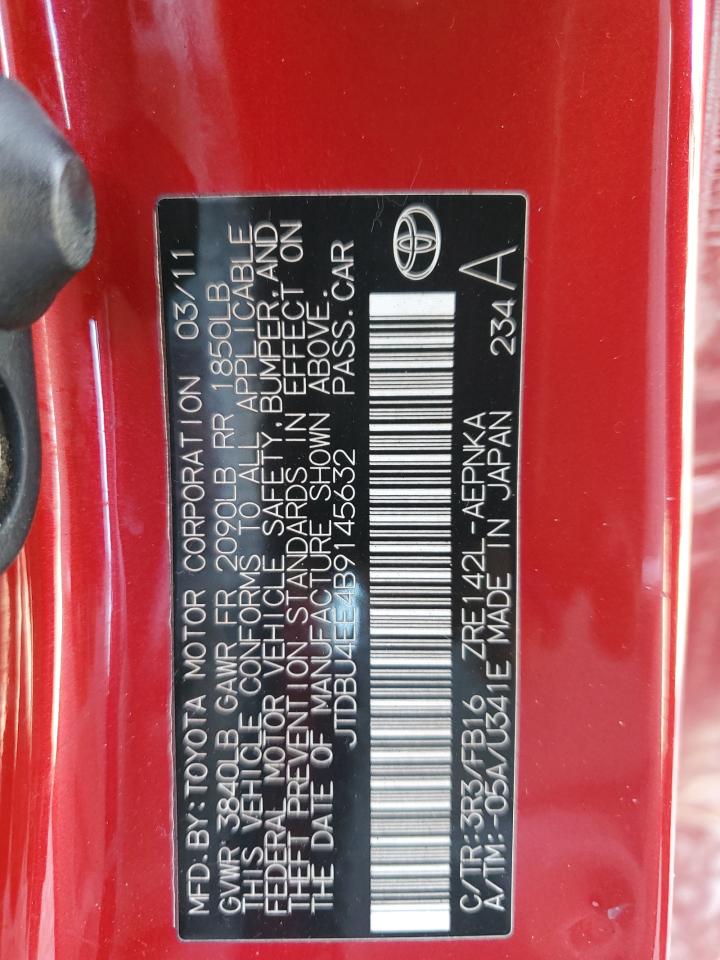 MFD.BY:TOYOTA MOTOR CORPORATION 03/11
GVWR 3840LB GAWR FR 2090LB RR 1850LB
THIS VEHICLE CONFORMS TO ALL APPLICABLE
FEDERAL MOTOR VEHICLE SAFETY,BUMPER,AND
THEFT PREVENTION STANDARDS IN EFFECT ON
THE DATE OF MANUFACTURE SHOWN ABOVE.
JTDBU4EE4B9145632 PASS.CAR
C/TR:3R3/FB16 ZRE142L-AEPNKA
A/TM:-05A/U341E MADE IN JAPAN 234 A